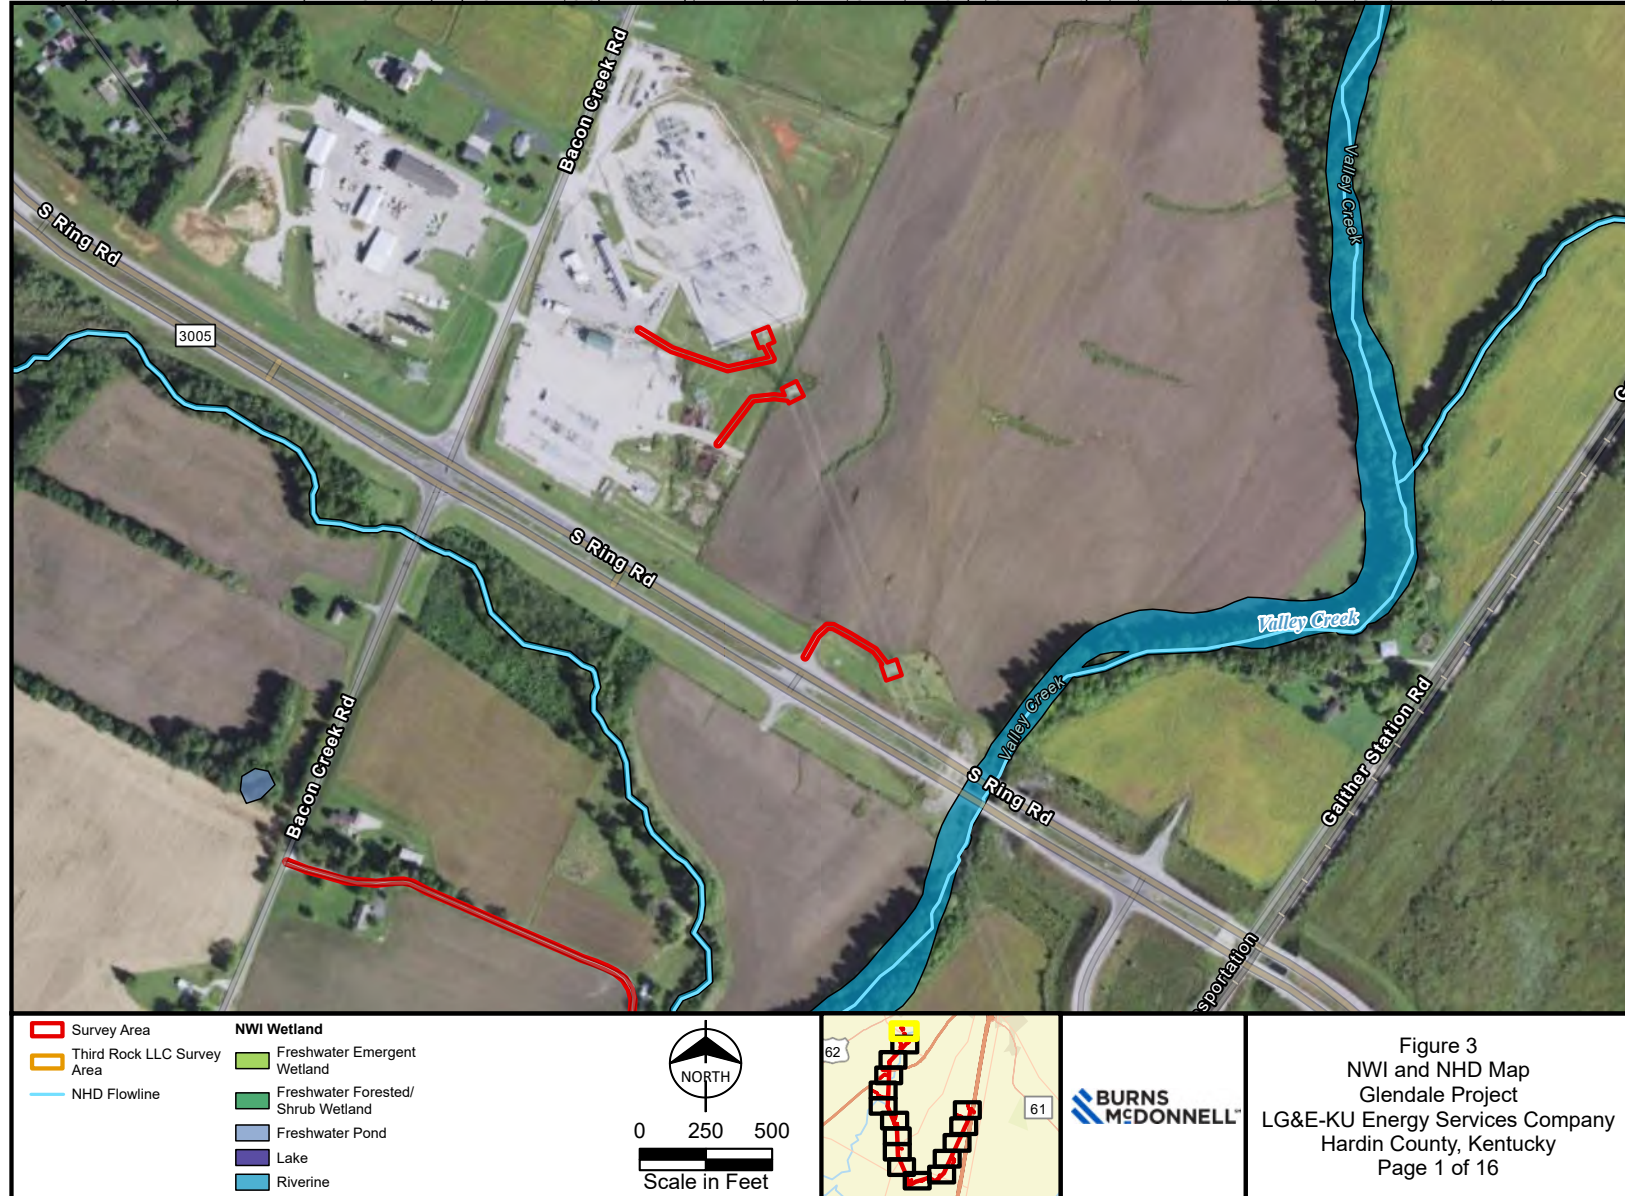 Bacon Creek Rd
Valley Creek
S Ring Rd
3005
S Ring Rd
Valley Creek
Valley Creek
Bacon Creek Rd
S Ring Rd
Gaither Station Rd
sportation
Survey Area
Third Rock LLC Survey
Area
NHD Flowline
NWI Wetland
Freshwater Emergent
Wetland
Freshwater Forested/
Shrub Wetland
Freshwater Pond
Lake
Riverine
NORTH
0 250 500
Scale in Feet
62
61
BURNS
McDONNELL
Figure 3
NWI and NHD Map
Glendale Project
LG&E-KU Energy Services Company
Hardin County, Kentucky
Page 1 of 16